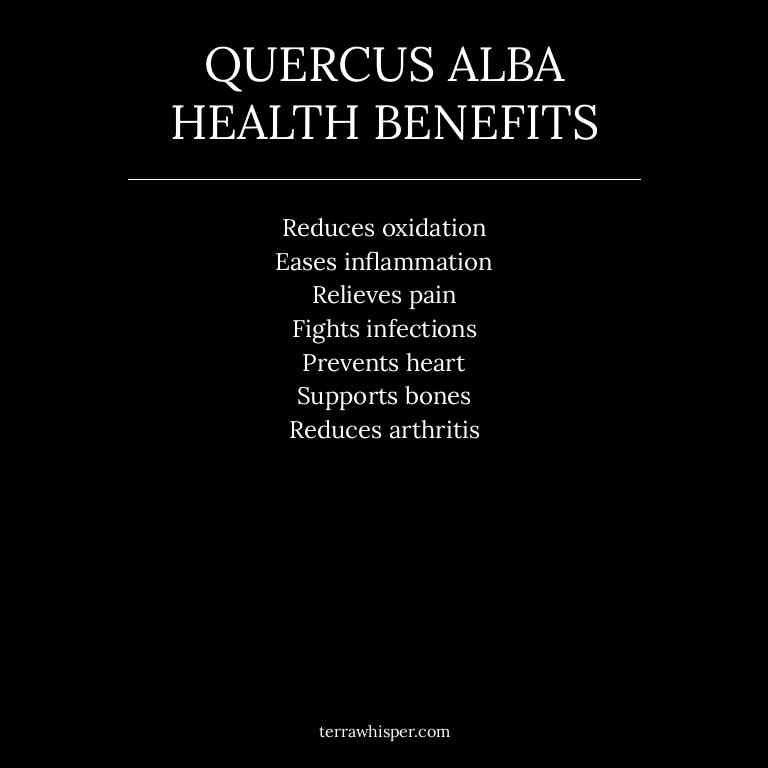 QUERCUS ALBA
HEALTH BENEFITS
Reduces oxidation
Eases inflammation
Relieves pain
Fights infections
Prevents heart
Supports bones
Reduces arthritis
terrawhisper.com